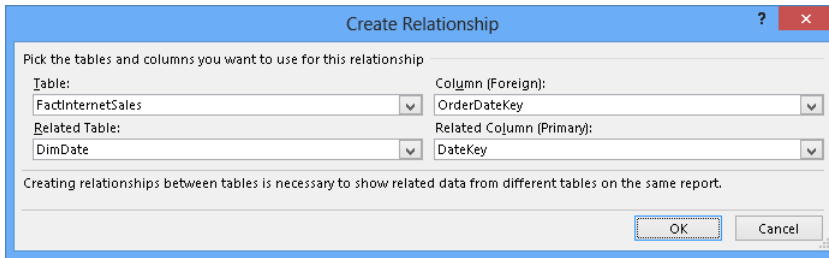 Create Relationship
? ×
Pick the tables and columns you want to use for this relationship
Table: Column (Foreign):
FactInternetSales OrderDateKey
Related Table: Related Column (Primary):
DimDate DateKey
Creating relationships between tables is necessary to show related data from different tables on the same report.
OK Cancel